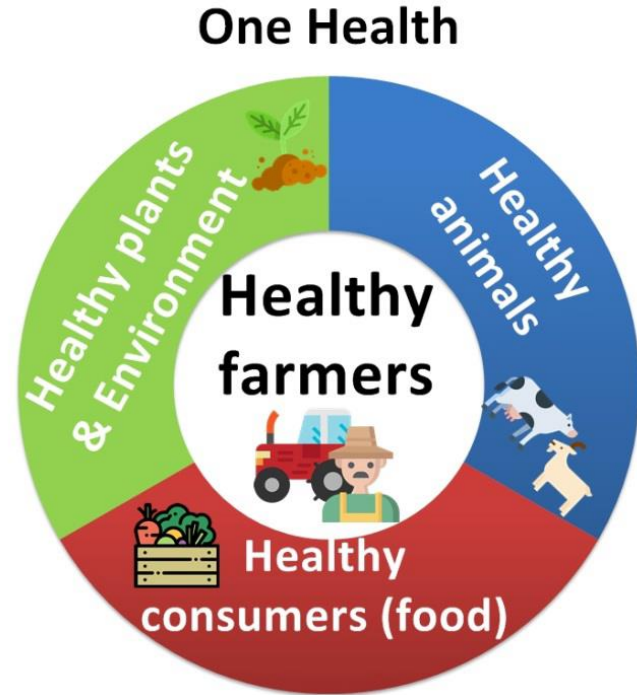 One Health
Healthy plants
& Environment
Healthy
animals
Healthy
farmers
Healthy
consumers (food)